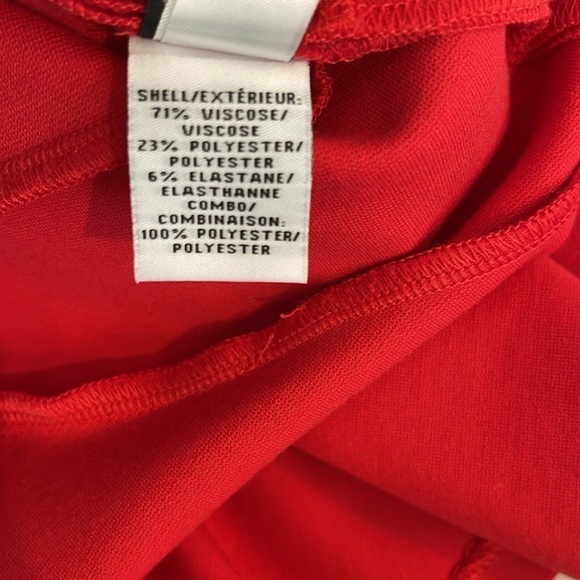 SHELL/EXTÉRIEUR:
71% VISCOSE/
VISCOSE
23% POLYESTER/
POLYESTER
6% ELASTANE/
ELASTHANNE
COMBO/
COMBINAISON:
100% POLYESTER/
POLYESTER